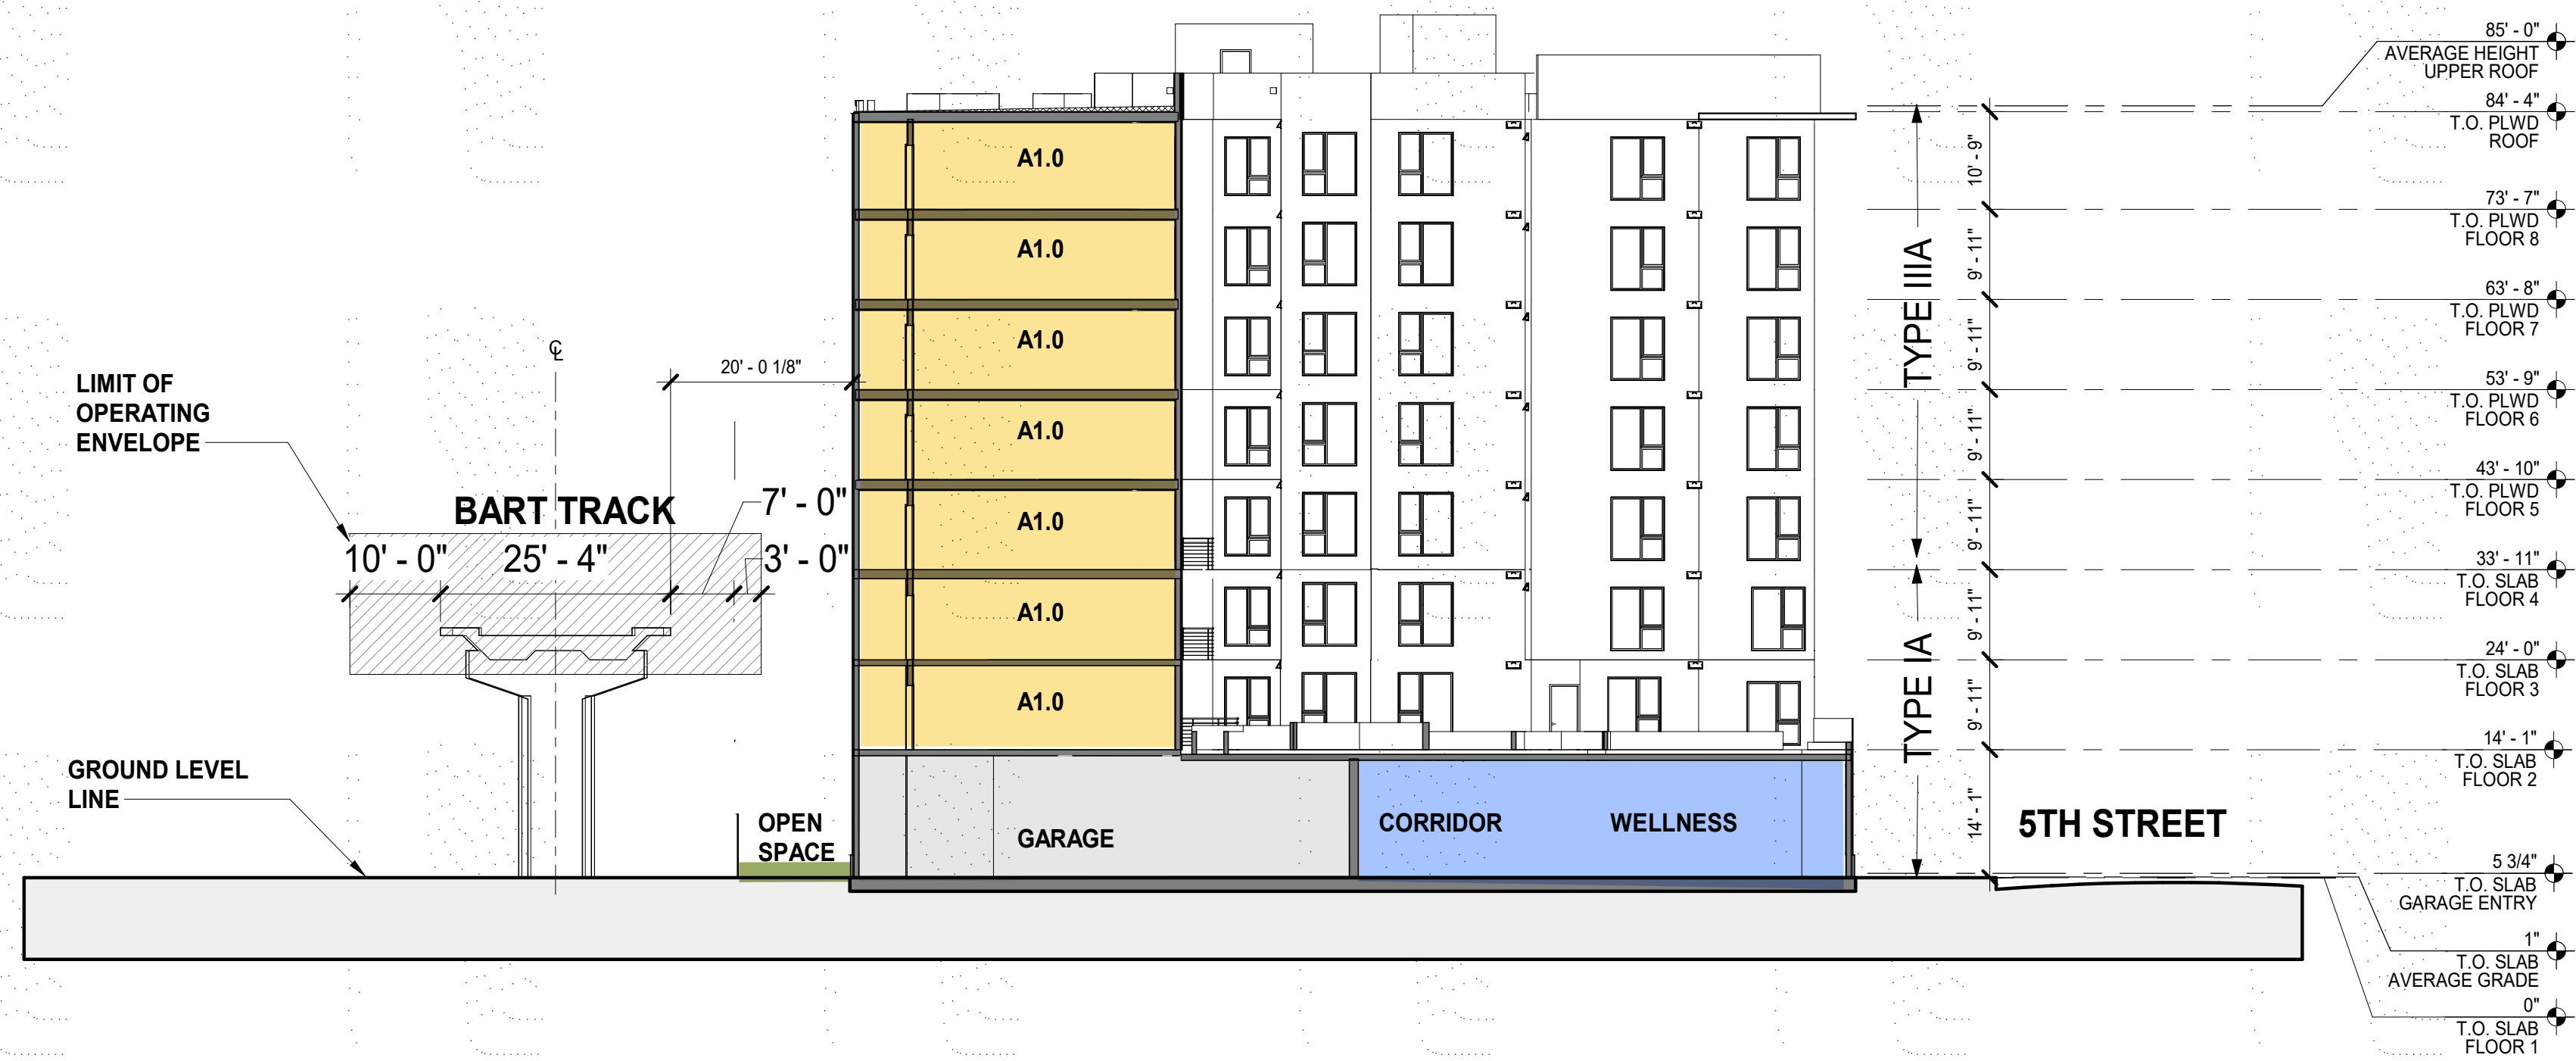 85' - 0"
AVERAGE HEIGHT
UPPER ROOF
84' - 4"
T.O. PLWD
ROOF
10' - 9"
A1.0
73' - 7"
T.O. PLWD
FLOOR 8
9' - 11"
A1.0
63' - 8"
T.O. PLWD
FLOOR 7
TYPE IIIA
9' - 11"
A1.0
℄
20' - 0 1/8"
LIMIT OF
OPERATING
ENVELOPE
53' - 9"
T.O. PLWD
FLOOR 6
9' - 11"
A1.0
43' - 10"
T.O. PLWD
FLOOR 5
9' - 11"
BART TRACK
7' - 0"
A1.0
10' - 0"
25' - 4"
3' - 0"
33' - 11"
T.O. SLAB
FLOOR 4
9' - 11"
A1.0
24' - 0"
T.O. SLAB
FLOOR 3
TYPE IA
9' - 11"
A1.0
14' - 1"
T.O. SLAB
FLOOR 2
GROUND LEVEL
LINE
14' - 1"
OPEN
SPACE
GARAGE
CORRIDOR
WELLNESS
5TH STREET
5 3/4"
T.O. SLAB
GARAGE ENTRY
1"
T.O. SLAB
AVERAGE GRADE
0"
T.O. SLAB
FLOOR 1